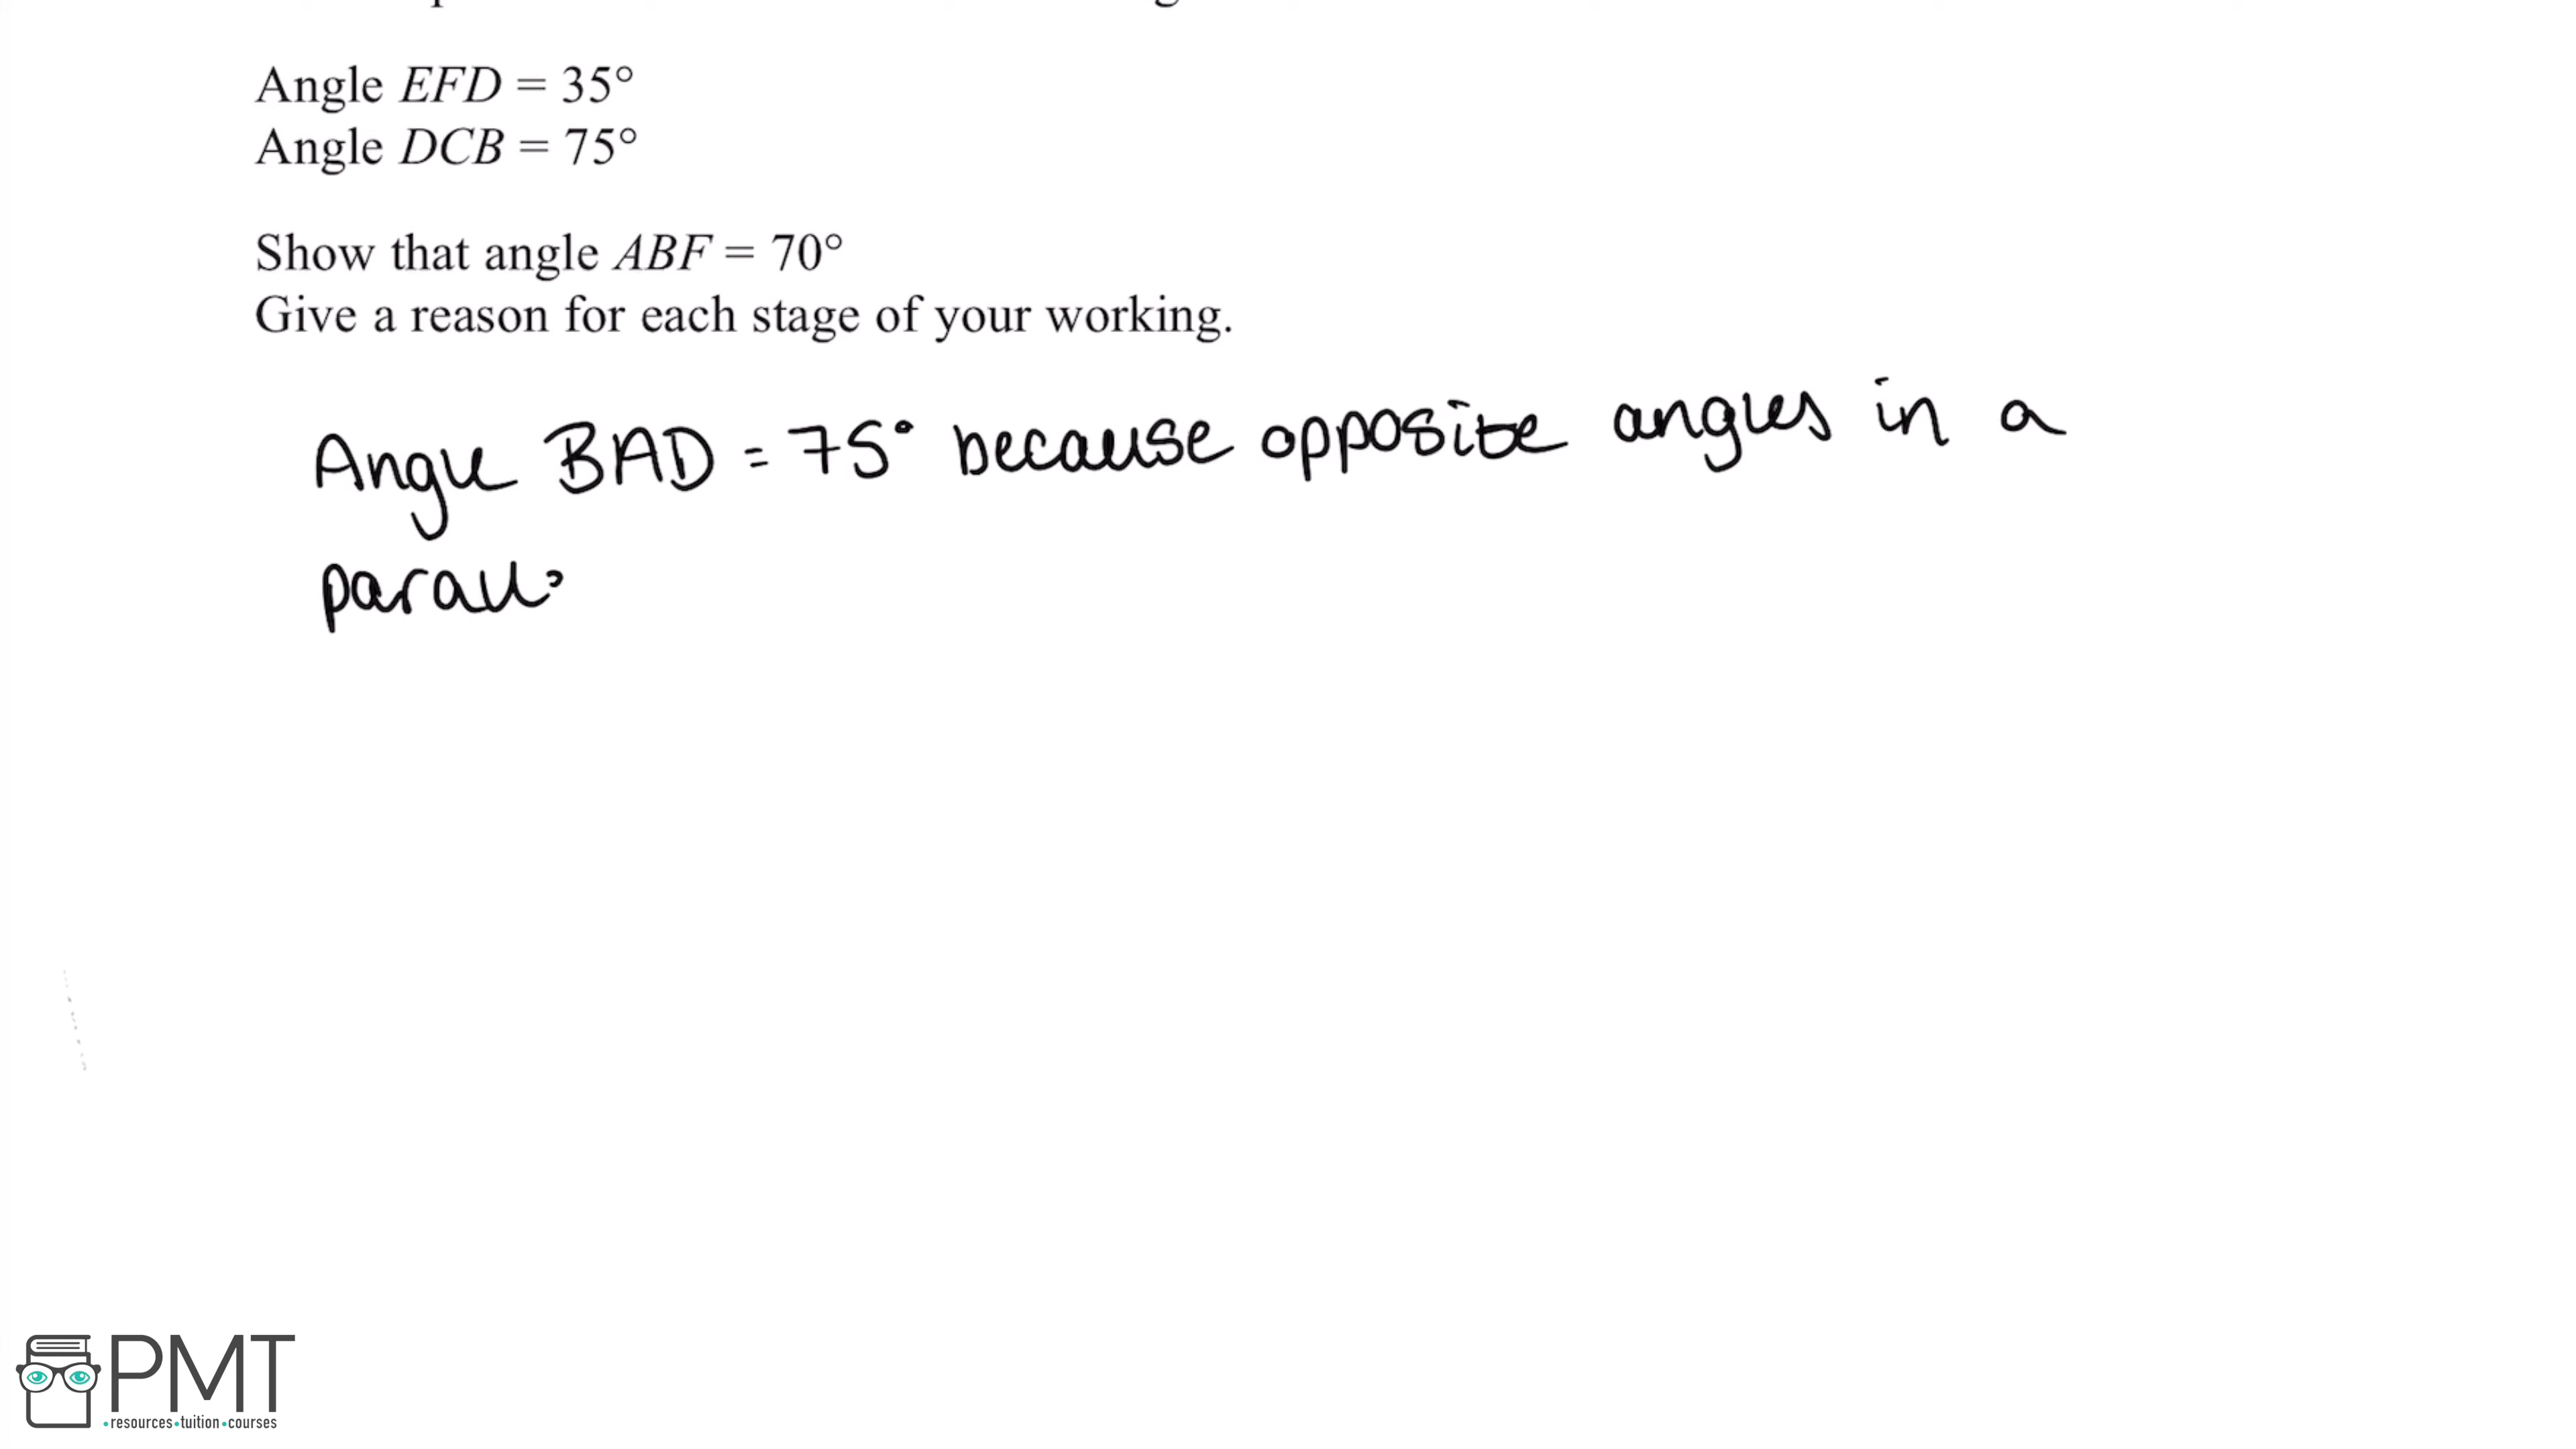 Angle EFD = 35°
Angle DCB = 75°
Show that angle ABF = 70°
Give a reason for each stage of your working.
Angle BAD = 75° because opposite angles in a
parall
PMT
•resources•tuition•courses